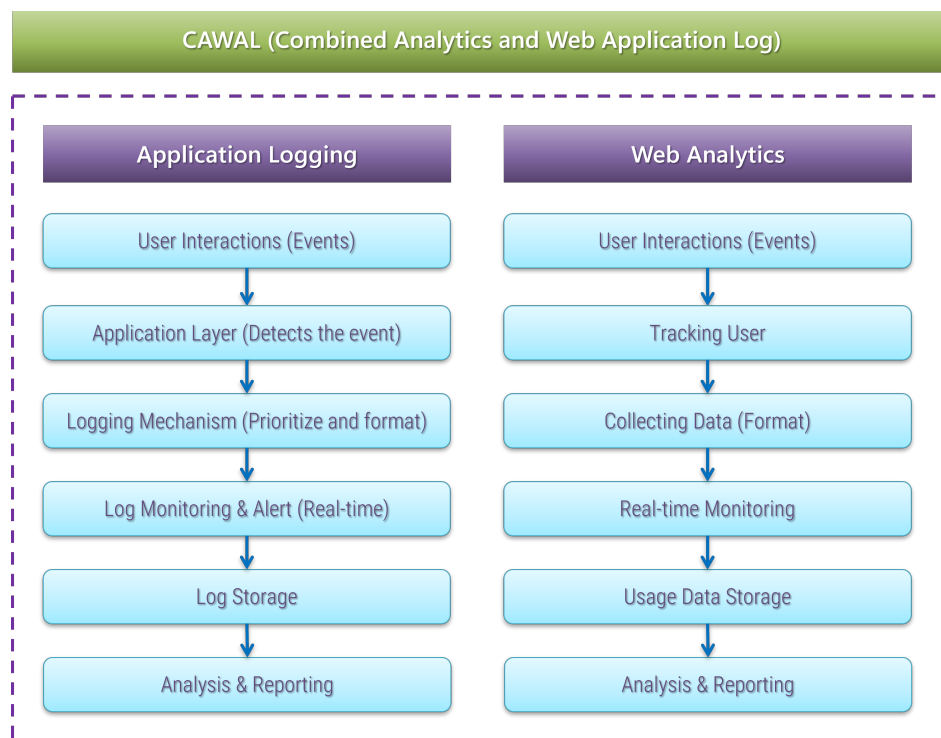 CAWAL (Combined Analytics and Web Application Log)
Application Logging
User Interactions (Events)
Application Layer (Detects the event)
Logging Mechanism (Prioritize and format)
Log Monitoring & Alert (Real-time)
Log Storage
Analysis & Reporting
Web Analytics
User Interactions (Events)
Tracking User
Collecting Data (Format)
Real-time Monitoring
Usage Data Storage
Analysis & Reporting